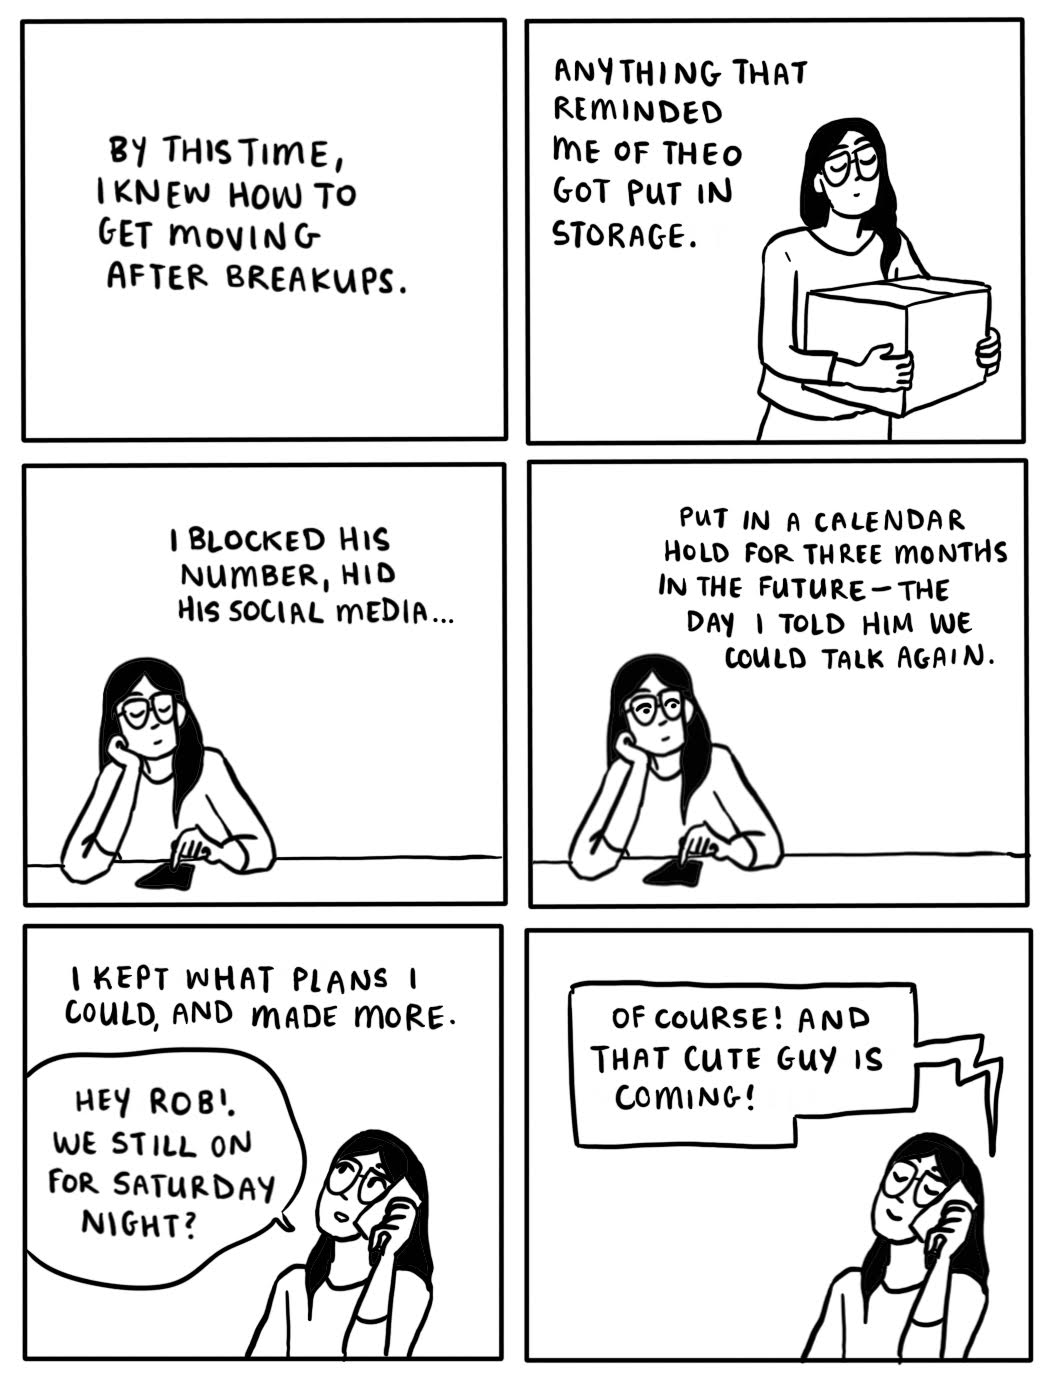 BY THIS TIME,
I KNEW HOW TO
GET MOVING
AFTER BREAKUPS.
ANYTHING THAT
REMINDED
ME OF THEO
GOT PUT IN
STORAGE.
I BLOCKED HIS
NUMBER, HID
HIS SOCIAL MEDIA...
PUT IN A CALENDAR
HOLD FOR THREE MONTHS
IN THE FUTURE - THE
DAY I TOLD HIM WE
COULD TALK AGAIN.
I KEPT WHAT PLANS I
COULD, AND MADE MORE.
HEY ROB!
WE STILL ON
FOR SATURDAY
NIGHT?
OF COURSE! AND
THAT CUTE GUY IS
COMING!